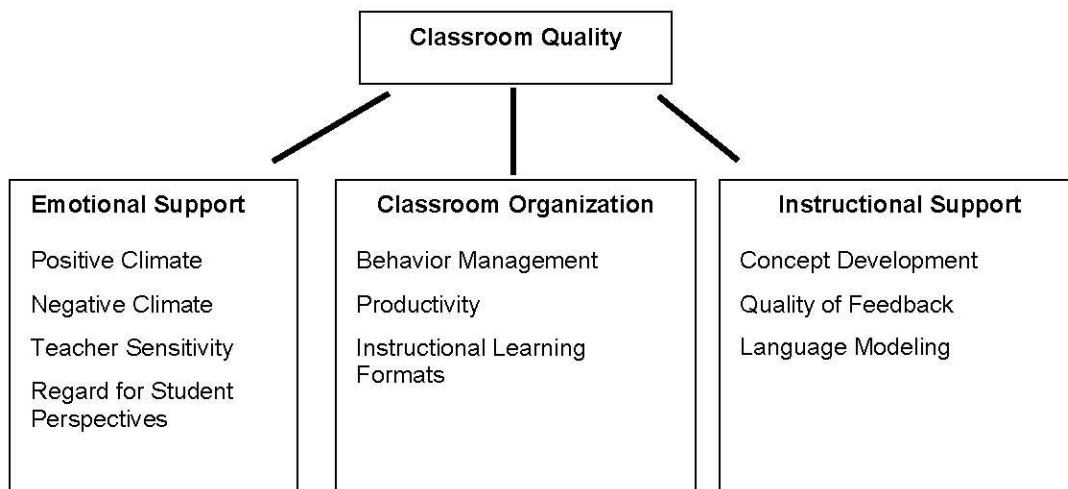 Classroom Quality
Emotional Support
Positive Climate
Negative Climate
Teacher Sensitivity
Regard for Student
Perspectives
Classroom Organization
Behavior Management
Productivity
Instructional Learning
Formats
Instructional Support
Concept Development
Quality of Feedback
Language Modeling